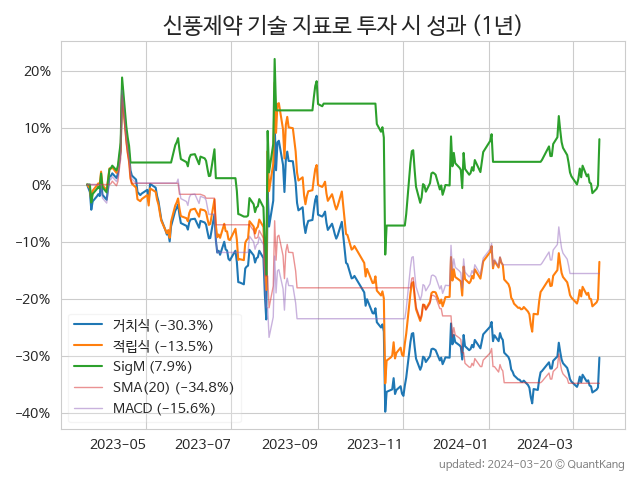 신풍제약 기술 지표로 투자 시 성과 (1년)
20%
10%
0%
−10%
−20%
−30%
−40%
거치식 (−30.3%)
적립식 (−13.5%)
SigM (7.9%)
SMA(20) (−34.8%)
MACD (−15.6%)
2023−05 2023−07 2023−09 2023−11 2024−01 2024−03
updated: 2024−03−20 © QuantKang